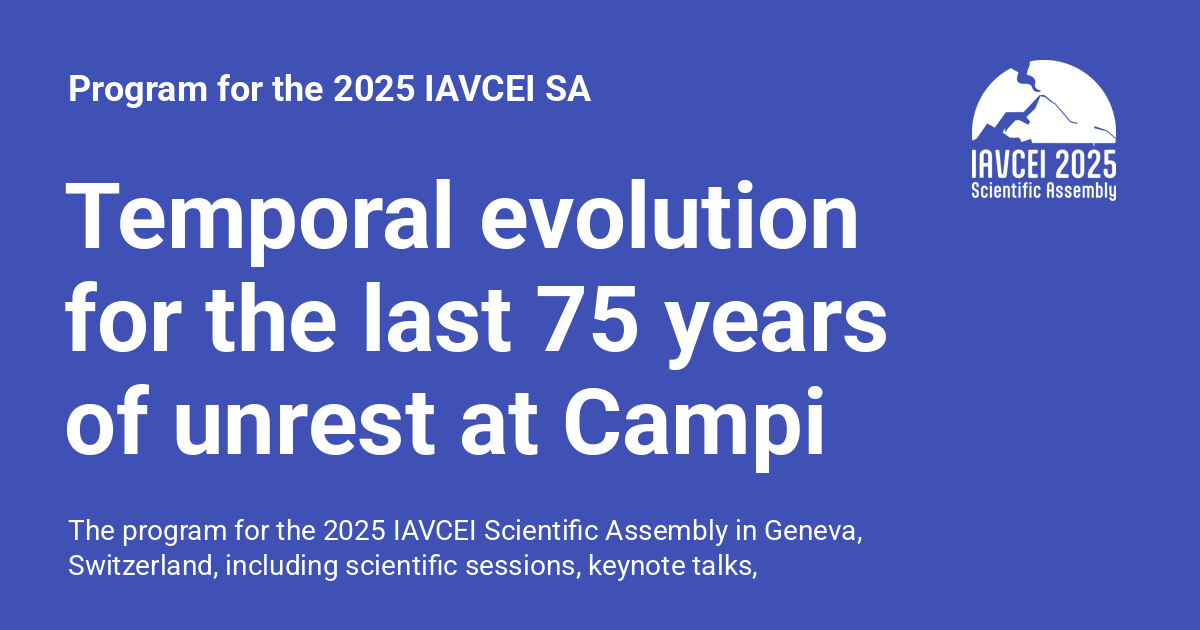 Program for the 2025 IAVCEI SA
IAVCEI 2025
Scientific Assembly
Temporal evolution
for the last 75 years
of unrest at Campi
The program for the 2025 IAVCEI Scientific Assembly in Geneva,
Switzerland, including scientific sessions, keynote talks,